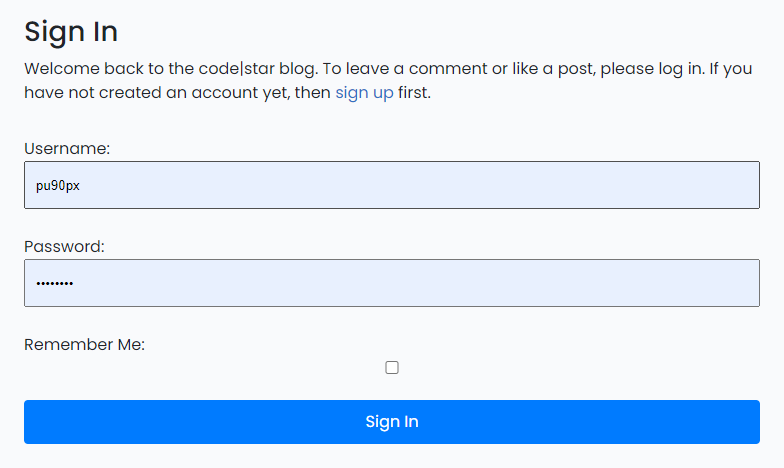 Sign In
Welcome back to the code|star blog. To leave a comment or like a post, please log in. If you
have not created an account yet, then sign up first.
Username:
pu90px
Password:
••••••••
Remember Me:
Sign In